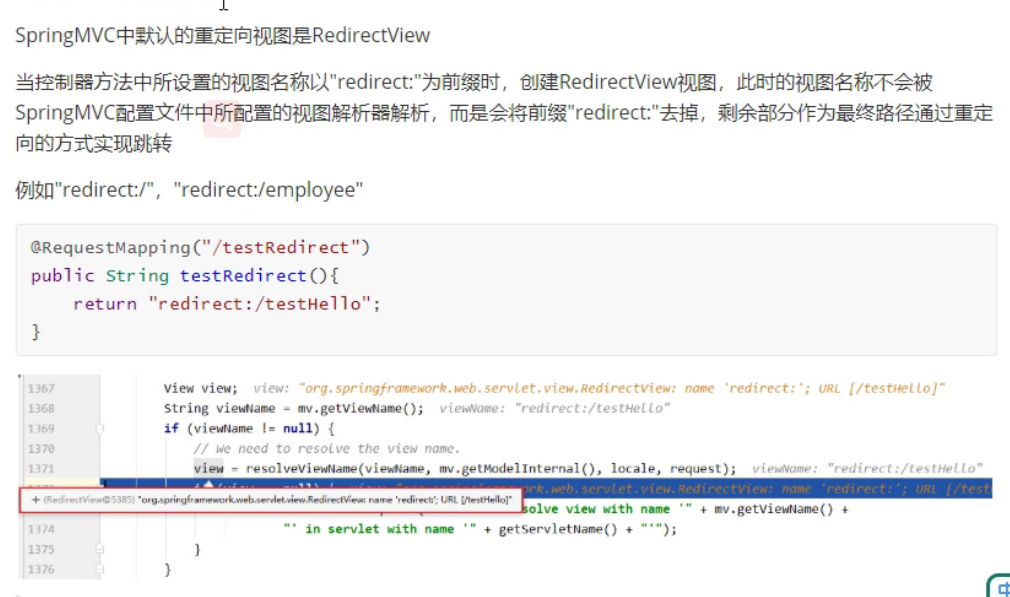 SpringMVC中默认的重定向视图是RedirectView
当控制器方法中所设置的视图名称以"redirect:"为前缀时，创建RedirectView视图，此时的视图名称不会被
SpringMVC配置文件中所配置的视图解析器解析，而是会将前缀"redirect:"去掉，剩余部分作为最终路径通过重定
向的方式实现跳转
例如"redirect:/"，"redirect:/employee"
@RequestMapping("/testRedirect")
public String testRedirect(){
return "redirect:/testHello";
}
1367 View view; view: "org.springframework.web.servlet.view.RedirectView: name 'redirect:'; URL [/testHello]"
1368 String viewName = mv.getViewName(); viewName: "redirect:/testHello"
1369 if (viewName != null) {
1370 // We need to resolve the view name.
1371 view = resolveViewName(viewName, mv.getModelInternal(), locale, request); viewName: "redirect:/testHello"
rk.web.servlet.view.RedirectView: name 'redirect:'; URL [/test
+ {RedirectView@5385} "org.springframework.web.servlet.view.RedirectView: name 'redirect:'; URL [/testHello]"
solve view with name '" + mv.getViewName() +
1374 "' in servlet with name '" + getServletName() + "'");
1375 }
1376 }